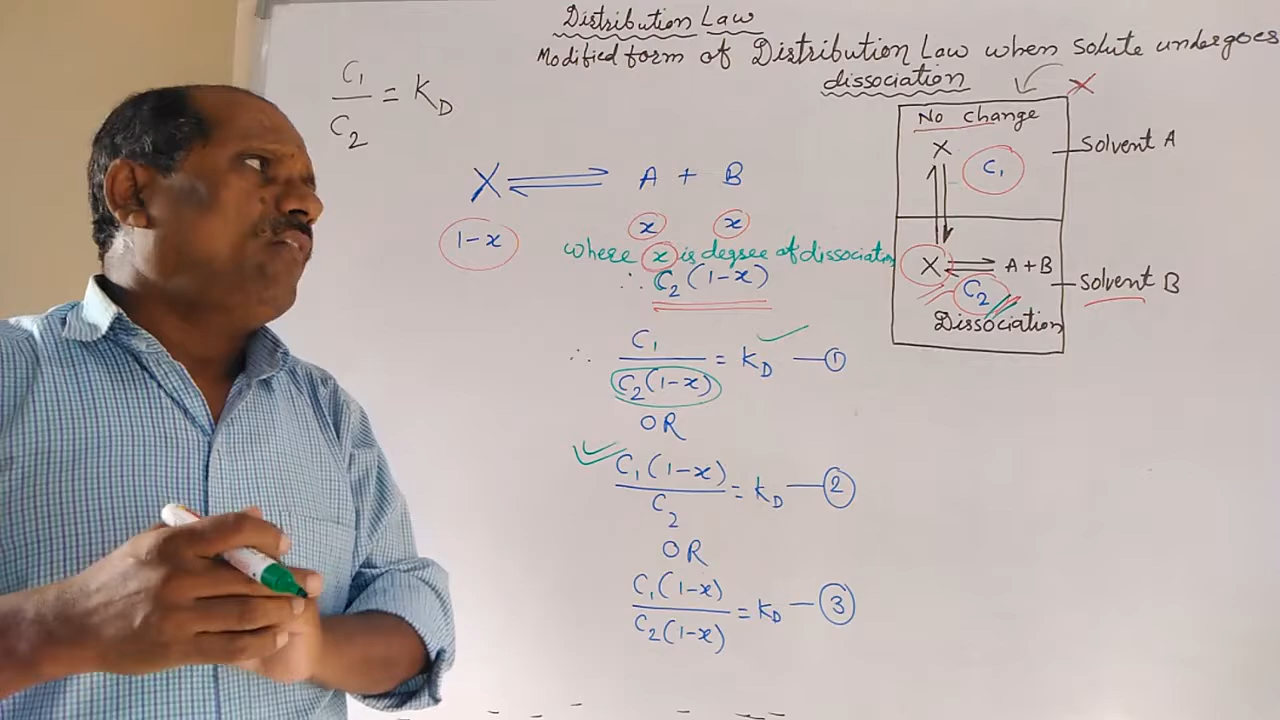 Distribution Law
Modified form of Distribution Law when solute undergoes
dissociation
C₁/C₂ = K_D
X ⇌ A + B
1-x x x
where x is degree of dissociation
∴ C₂(1-x)
∴ C₁/C₂(1-x) = K_D —①
OR
C₁(1-x)/C₂ = K_D —②
OR
C₁(1-x)/C₂(1-x) = K_D —③
X
No change
X C₁
Solvent A
X ⇌ A+B
C₂
Solvent B
Dissociation